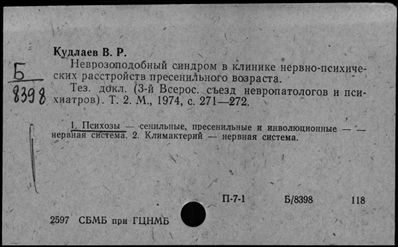 Кудлаев В. Р.
Неврозоподобный синдром в клинике нервно-психиче-
ских расстройств пресенильного возраста.
Тез. докл. (3-й Всерос. съезд невропатологов и пси-
хиатров). Т. 2. М., 1974, с. 271—272.
Б
8398
1. Психозы — сенильные, пресенильные и инволюционные — —
нервная система. 2. Климактерий — нервная система.
П-7-1 Б/8398 118
2597 СБМБ при ГЦНМБ